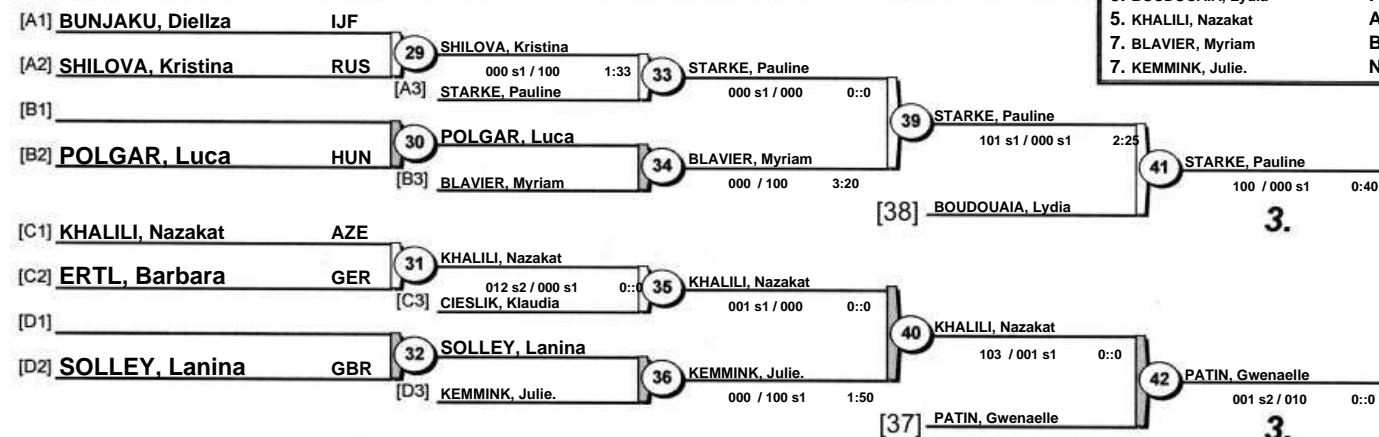 5. KHALILI, Nazakat A
7. BLAVIER, Myriam B
7. KEMMINK, Julie. N
[A1] BUNJAKU, Diellza IJF
29 SHILOVA, Kristina
[A2] SHILOVA, Kristina RUS
000 s1 / 100 1:33
33 STARKE, Pauline
[A3] STARKE, Pauline
000 s1 / 000 0::0
[B1]
39 STARKE, Pauline
30 POLGAR, Luca
101 s1 / 000 s1 2:25
[B2] POLGAR, Luca HUN
34 BLAVIER, Myriam
41 STARKE, Pauline
[B3] BLAVIER, Myriam
000 / 100 3:20
100 / 000 s1 0:40
[38] BOUDOUAIA, Lydia
3.
[C1] KHALILI, Nazakat AZE
31 KHALILI, Nazakat
[C2] ERTL, Barbara GER
012 s2 / 000 s1 0::0
35 KHALILI, Nazakat
[C3] CIESLIK, Klaudia
001 s1 / 000 0::0
[D1]
40 KHALILI, Nazakat
32 SOLLEY, Lanina
103 / 001 s1 0::0
[D2] SOLLEY, Lanina GBR
36 KEMMINK, Julie.
42 PATIN, Gwenaelle
[D3] KEMMINK, Julie.
000 / 100 s1 1:50
001 s2 / 010 0::0
[37] PATIN, Gwenaelle
3.